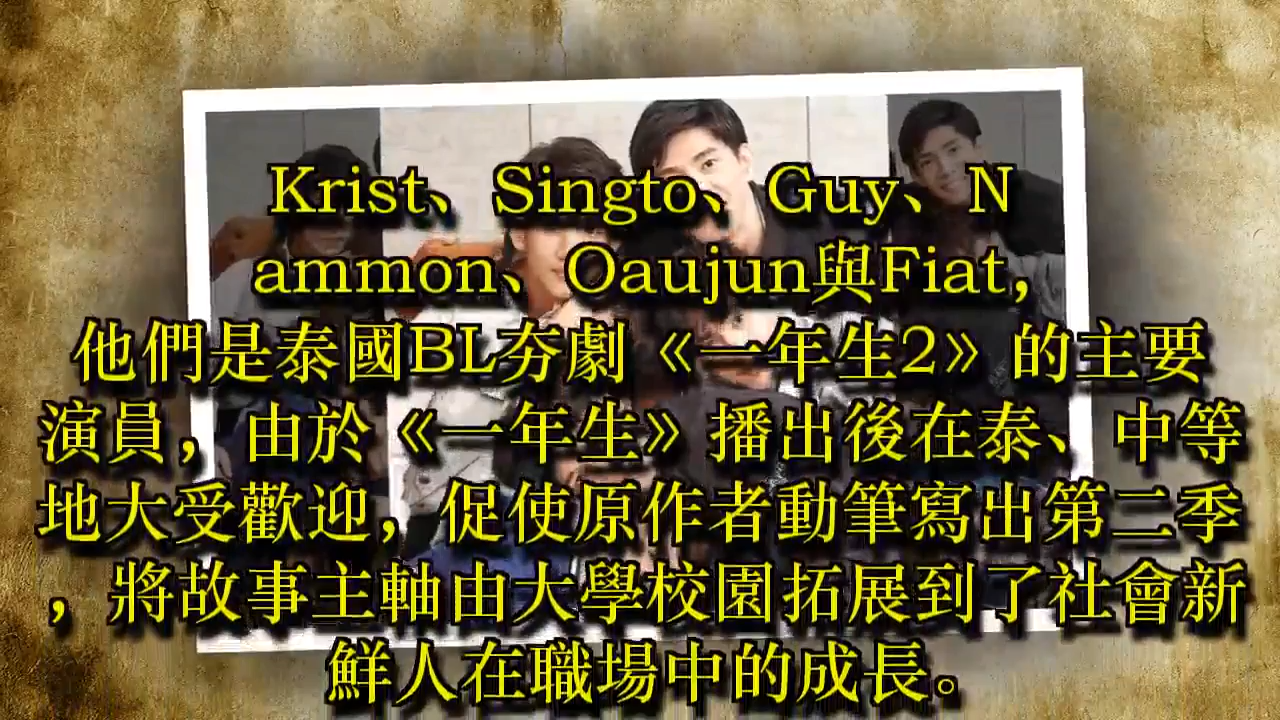 Krist、Singto、Guy、N
ammon、Oaujun與Fiat，
他們是泰國BL夯劇《一年生2》的主要
演員，由於《一年生》播出後在泰、中等
地大受歡迎，促使原作者動筆寫出第二季
，將故事主軸由大學校園拓展到了社會新
鮮人在職場中的成長。